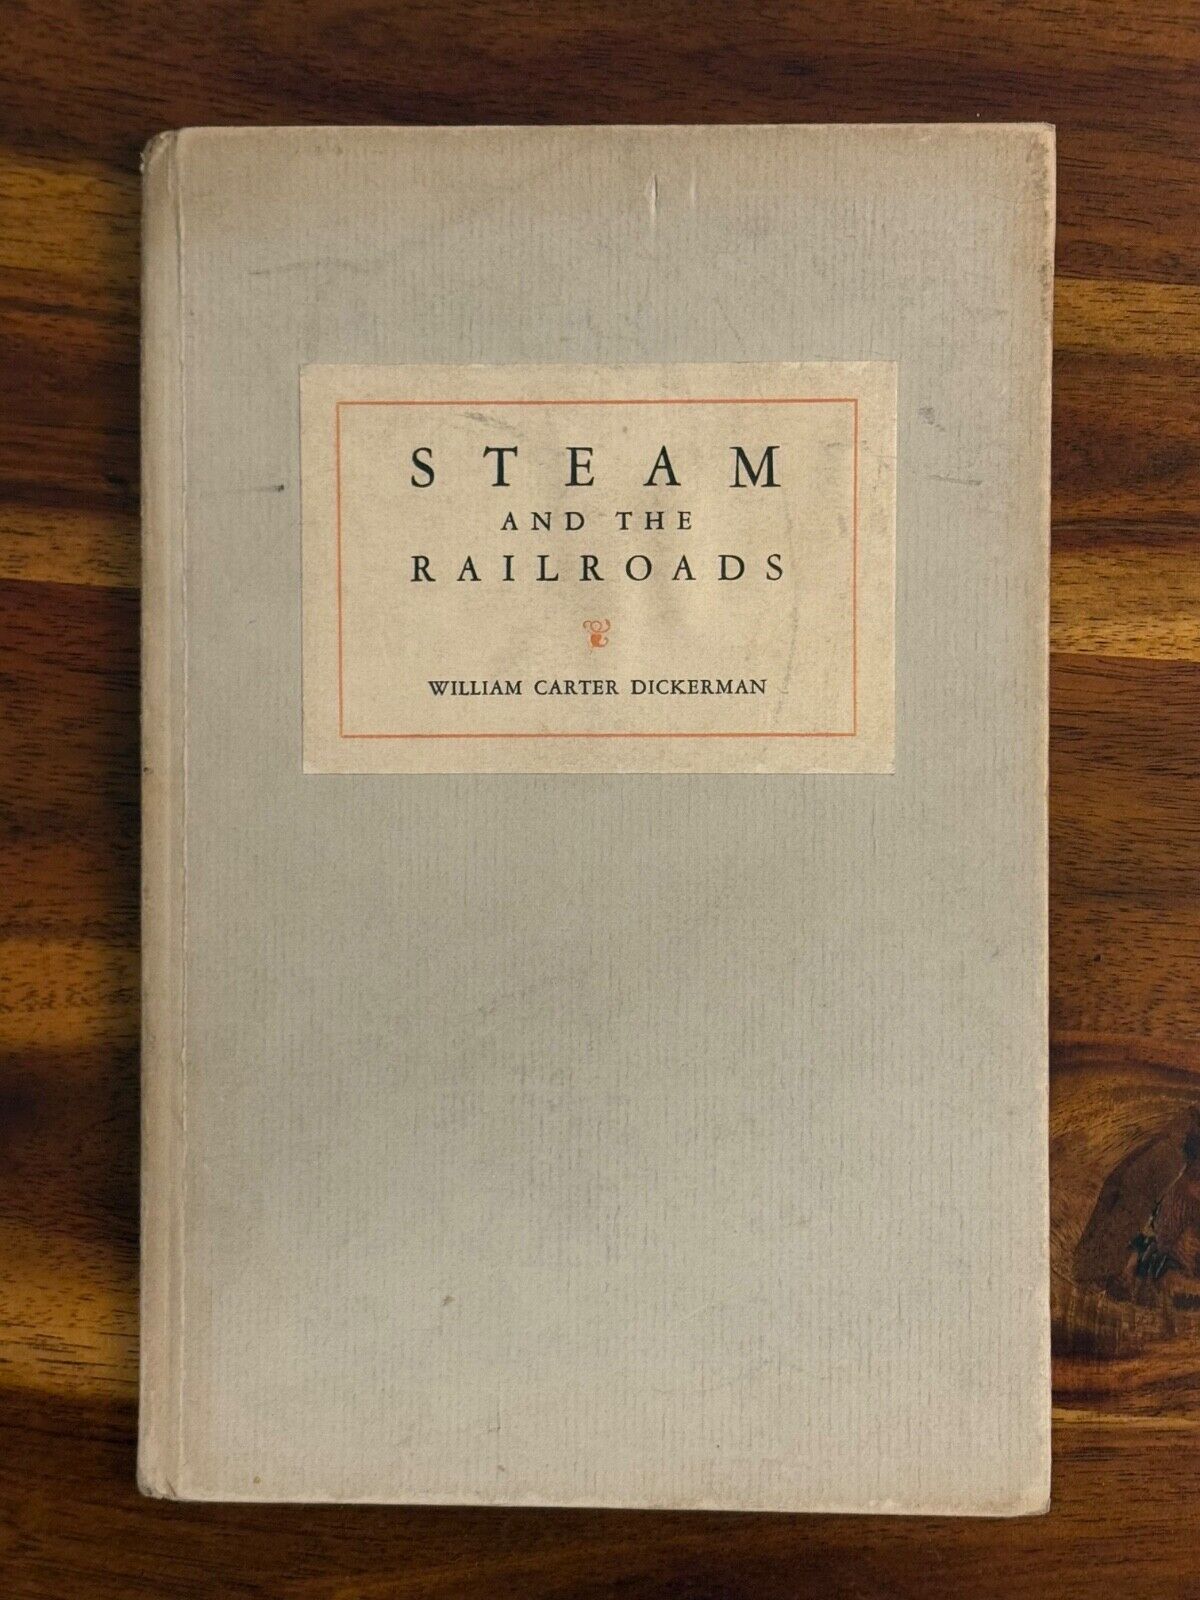 STEAM
AND THE
RAILROADS
WILLIAM CARTER DICKERMAN